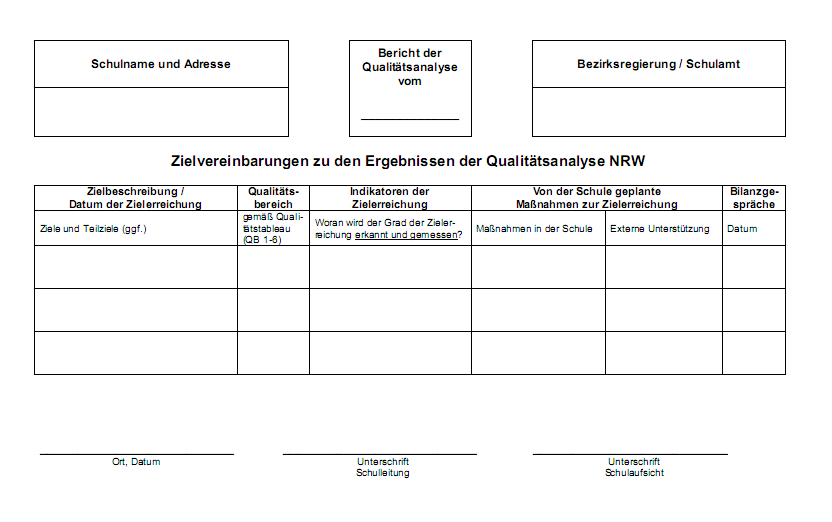 Schulname und Adresse
Bericht der
Qualitätsanalyse
vom
Bezirksregierung / Schulamt
Zielvereinbarungen zu den Ergebnissen der Qualitätsanalyse NRW
Zielbeschreibung /
Datum der Zielerreichung
Qualitäts-
bereich
Indikatoren der
Zielerreichung
Von der Schule geplante
Maßnahmen zur Zielerreichung
Bilanzge-
spräche
Ziele und Teilziele (ggf.)
gemäß Quali-
tätstableau
(QB 1-6)
Woran wird der Grad der Zieler-
reichung erkannt und gemessen?
Maßnahmen in der Schule
Externe Unterstützung
Datum
Ort, Datum
Unterschrift
Schulleitung
Unterschrift
Schulaufsicht